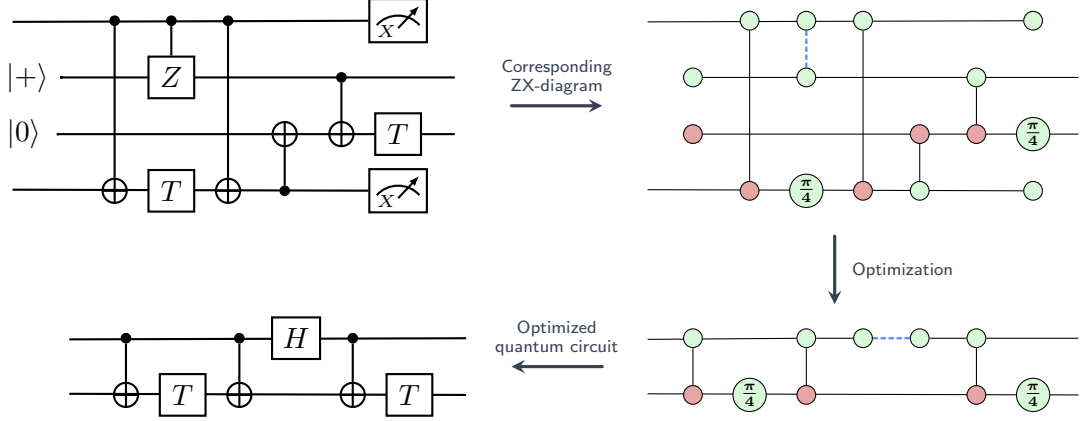 X
|+⟩ Z
Corresponding
ZX-diagram
|0⟩ T
π/4
T X
π/4
Optimization
H
Optimized
quantum circuit
T T
π/4 π/4